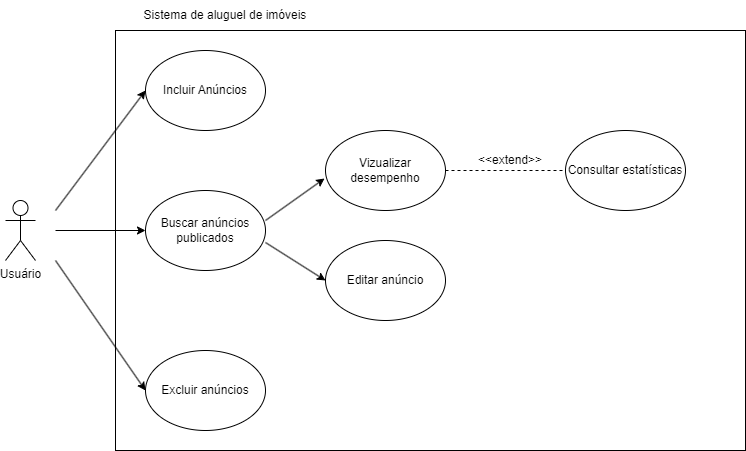 Sistema de aluguel de imóveis
Incluir Anúncios
Vizualizar
desempenho
<<extend>>
Consultar estatísticas
Buscar anúncios
publicados
Usuário
Editar anúncio
Excluir anúncios